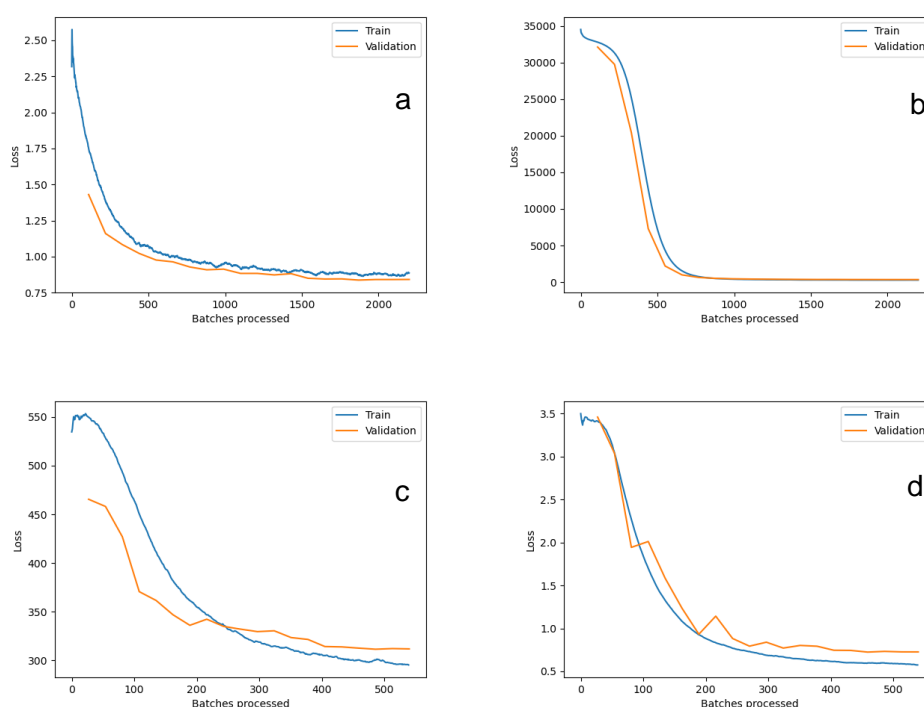 2.50
2.25
2.00
1.75
1.50
1.25
1.00
0.75
Loss
0 500 1000 1500 2000
Batches processed
Train
Validation
a
35000
30000
25000
20000
15000
10000
5000
0
Loss
0 500 1000 1500 2000
Batches processed
Train
Validation
b
550
500
450
400
350
300
Loss
0 100 200 300 400 500
Batches processed
Train
Validation
c
3.5
3.0
2.5
2.0
1.5
1.0
0.5
Loss
0 100 200 300 400 500
Batches processed
Train
Validation
d